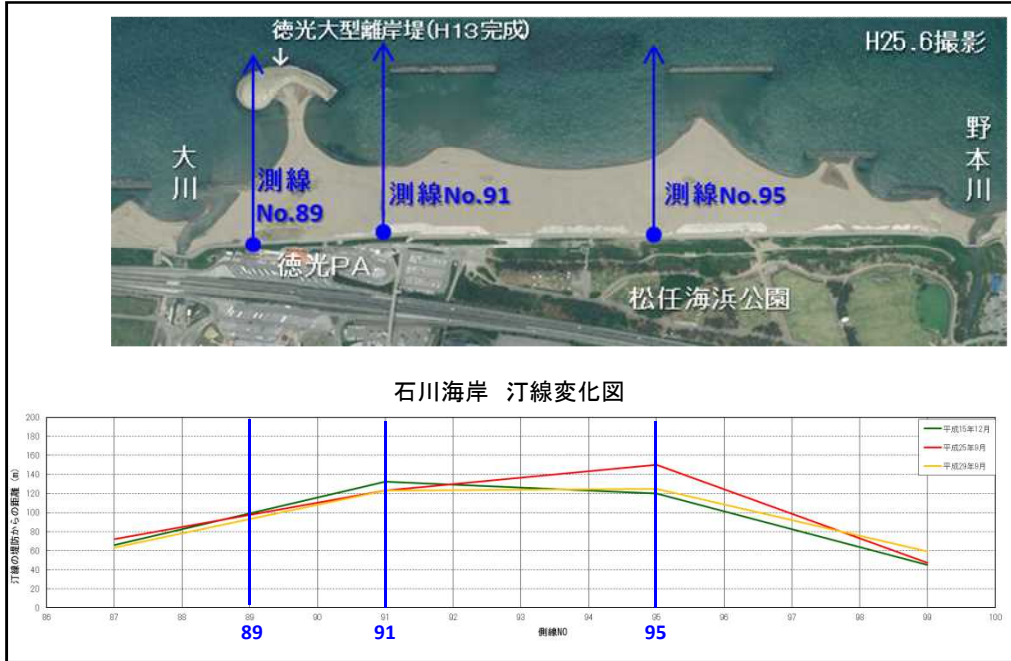 徳光大型離岸堤(H13完成)
H25.6撮影
大川
野本川
測線
No.89
測線No.91
測線No.95
徳光PA
松任海浜公園
石川海岸 汀線変化図
汀線の堤防からの距離 (m)
200
180
160
140
120
100
80
60
40
20
0
平成15年12月
平成25年9月
平成29年9月
86 87 88 89 90 91 92 93 94 95 96 97 98 99 100
89 91 95
側線NO